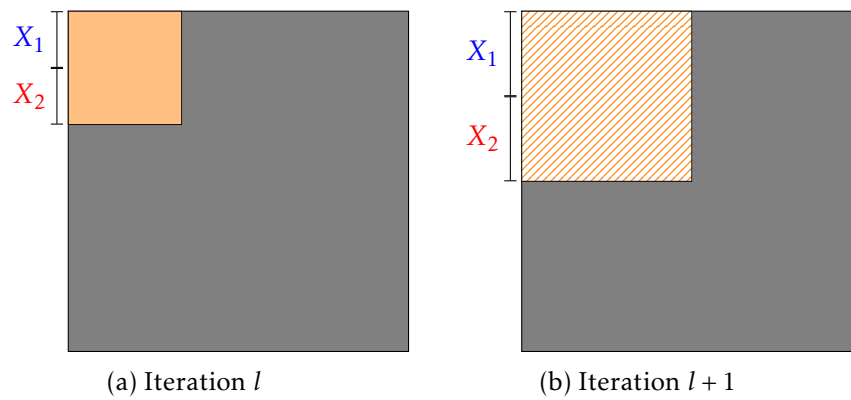 X₁
X₂
(a) Iteration l
X₁
X₂
(b) Iteration l + 1